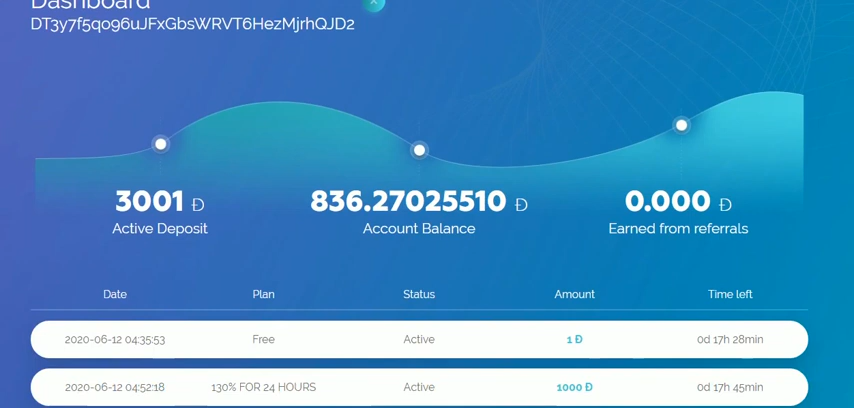 Dashboard
DT3y7f5qo96uJFxGbsWRVT6HezMjrhQJD2
3001 Đ
836.27025510 Đ
0.000 Đ
Active Deposit
Account Balance
Earned from referrals
Date Plan Status Amount Time left
2020-06-12 04:35:53 Free Active 1 Đ 0d 17h 28min
2020-06-12 04:52:18 130% FOR 24 HOURS Active 1000 Đ 0d 17h 45min